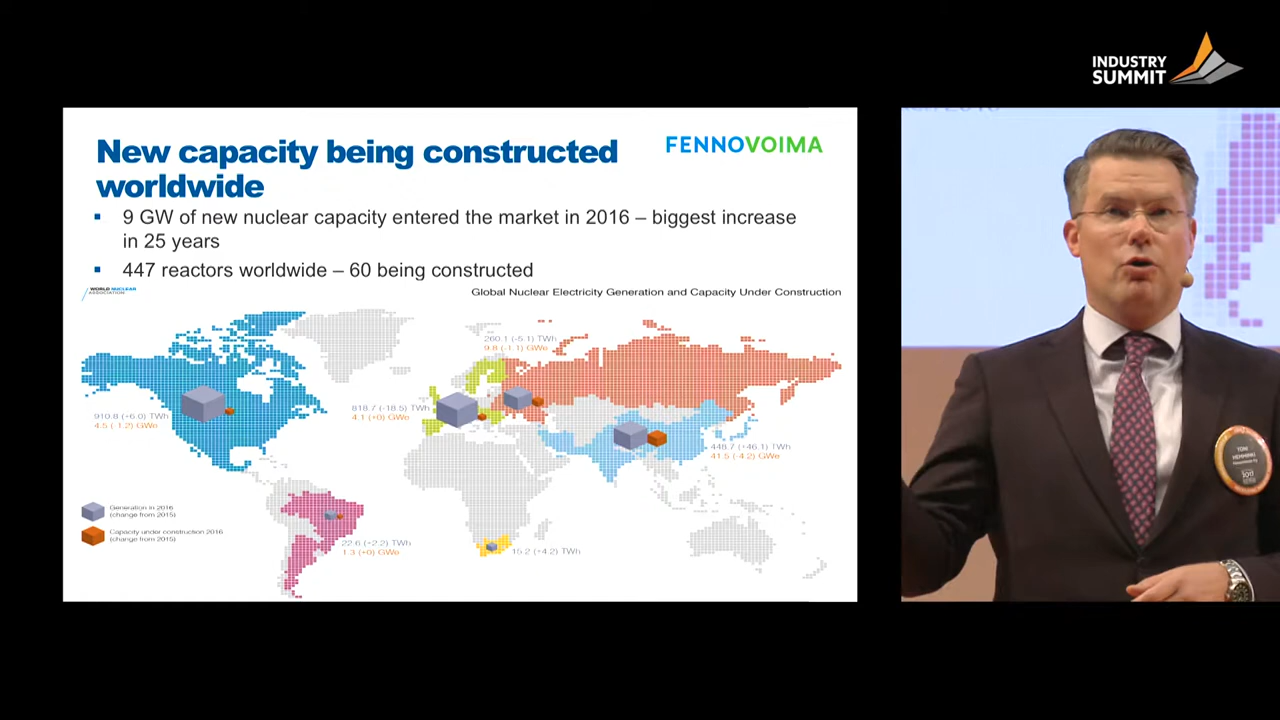 INDUSTRY
SUMMIT
New capacity being constructed
worldwide
FENNOVOIMA
▪ 9 GW of new nuclear capacity entered the market in 2016 – biggest increase
in 25 years
▪ 447 reactors worldwide – 60 being constructed
WORLD NUCLEAR
ASSOCIATION
Global Nuclear Electricity Generation and Capacity Under Construction
260.1 (-5.1) TWh
9.8 (-1.1) GWe
818.7 (-18.5) TWh
4.1 (+0) GWe
910.8 (+6.0) TWh
4.5 (-1.2) GWe
448.7 (+46.1) TWh
41.5 (-4.2) GWe
Generation in 2016
(change from 2015)
Capacity under construction 2016
(change from 2015)
22.6 (+2.2) TWh
1.3 (+0) GWe
15.2 (+4.2) TWh
TONI
HEMMINKI